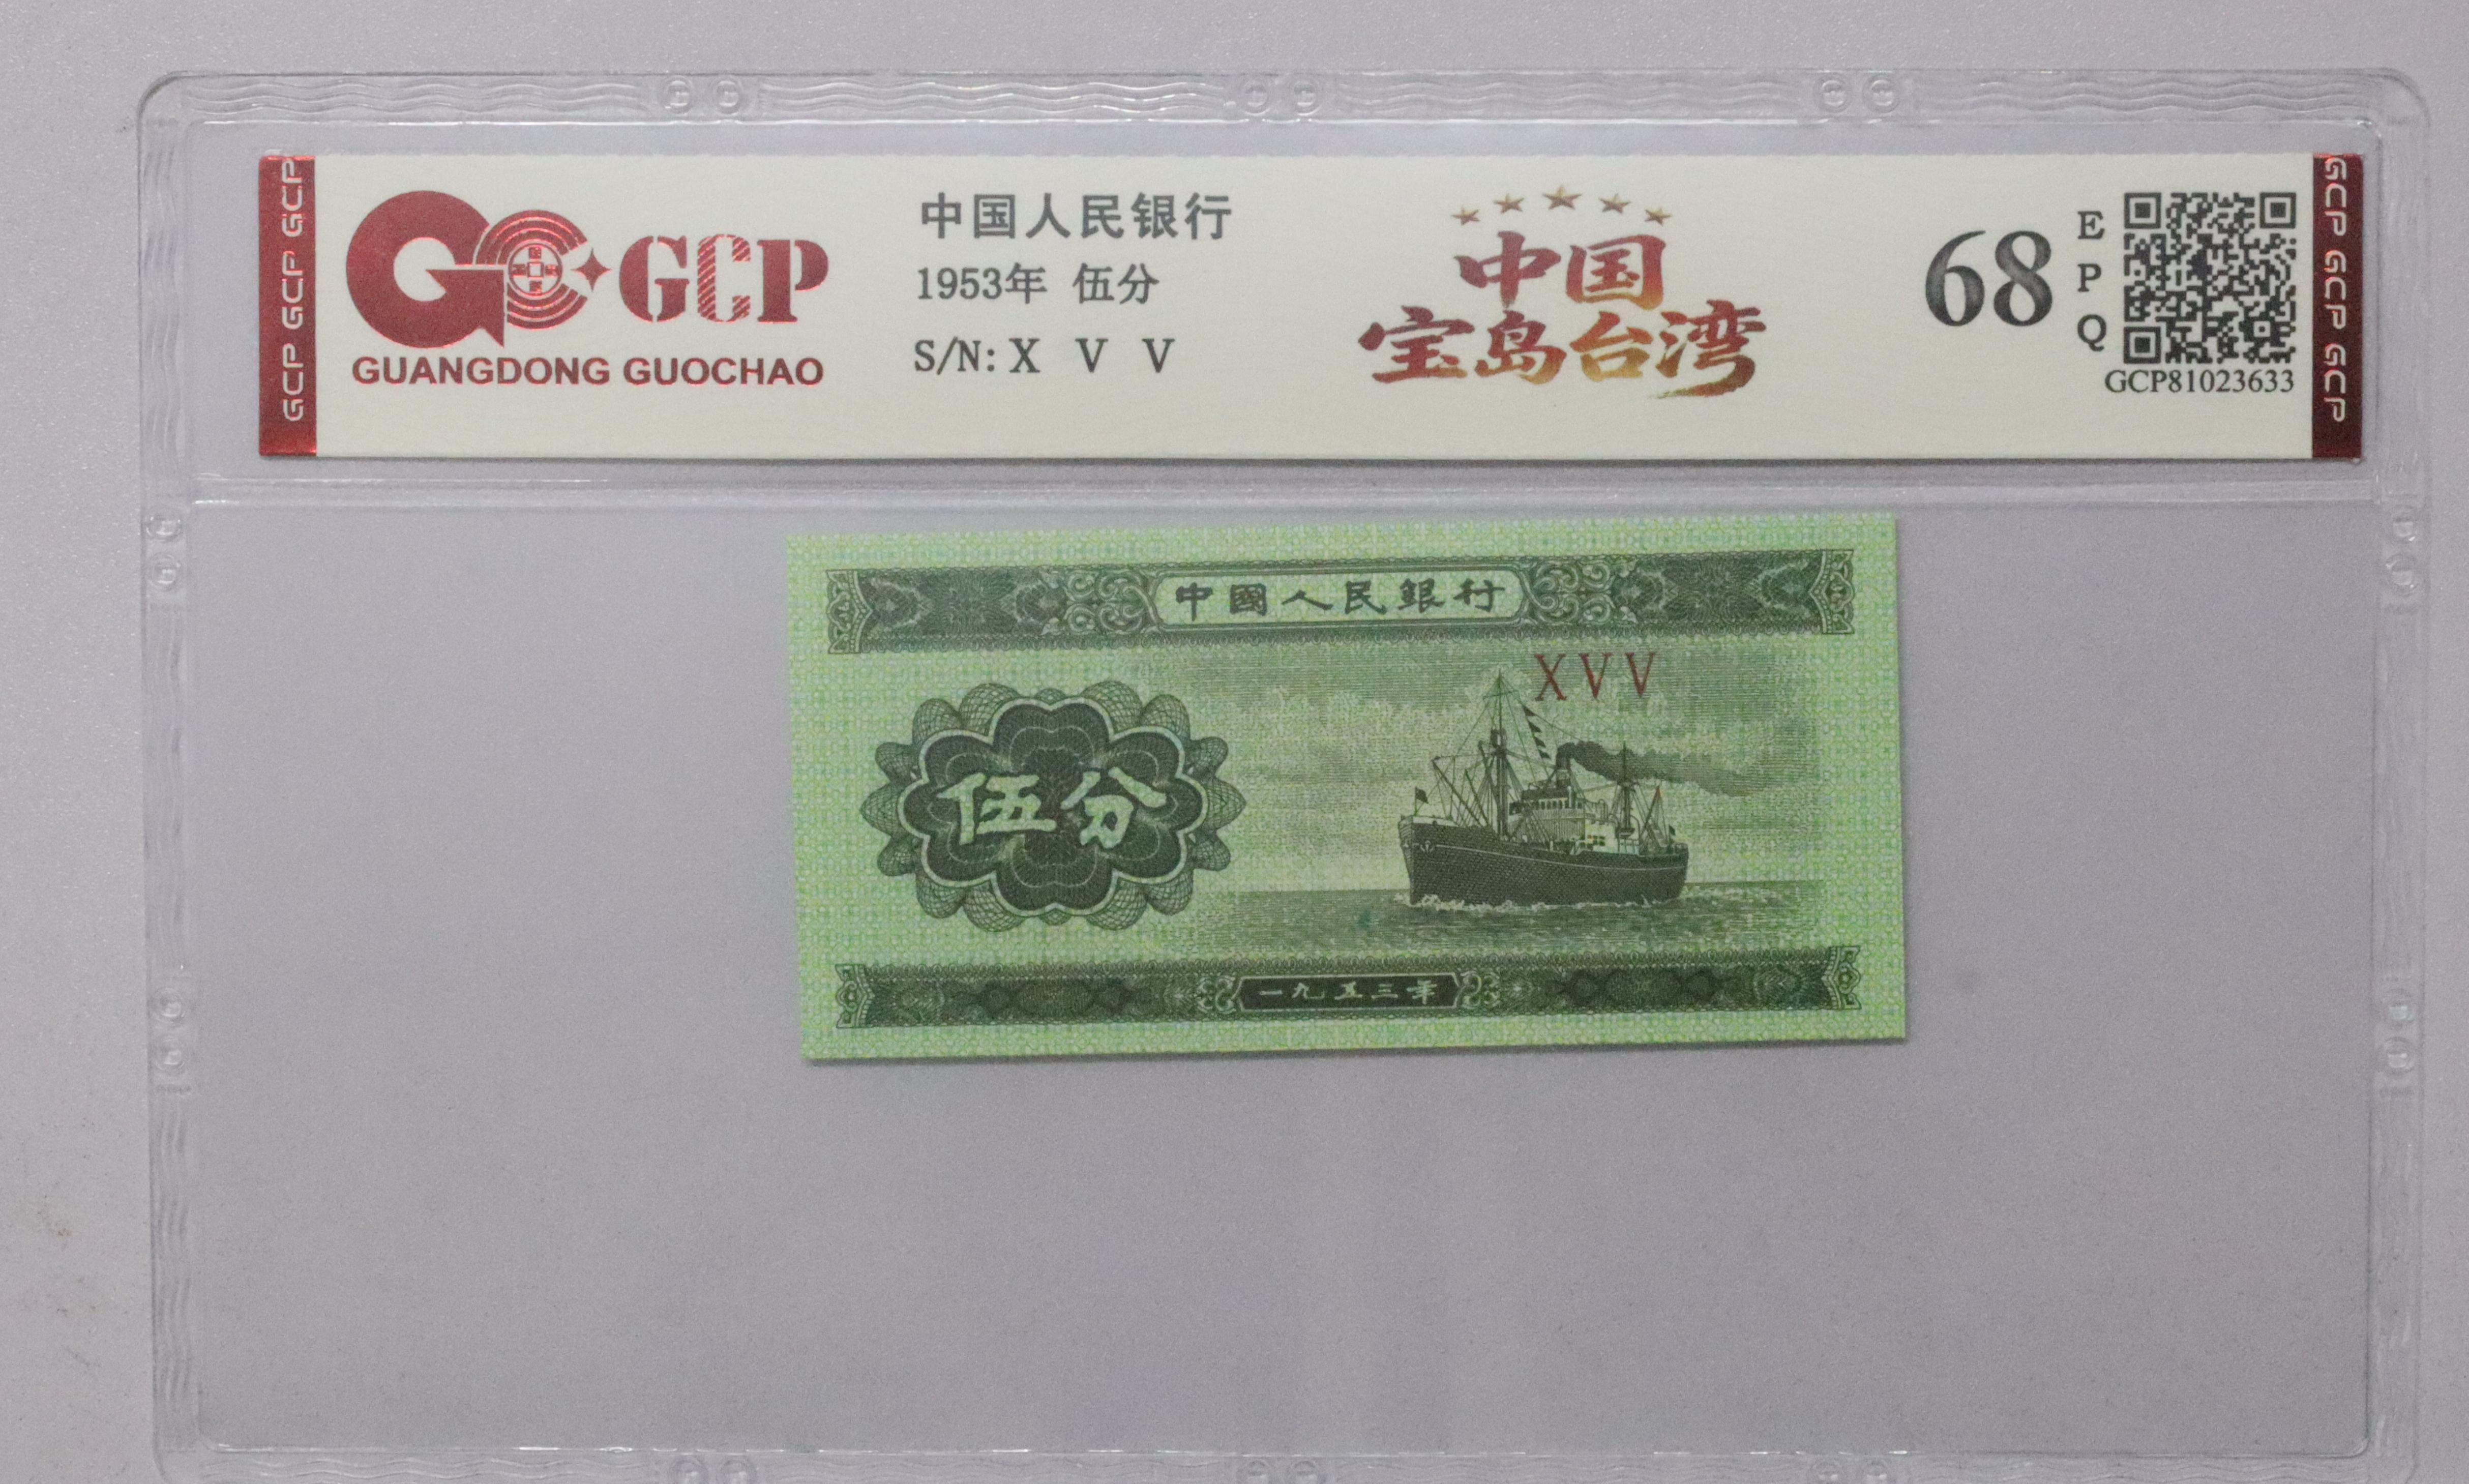 GCP GCP GCP
GCP
GUANGDONG GUOCHAO
中国人民银行
1953年 伍分
S/N: X V V
中国
宝岛台湾
68
E
P
Q
GCP81023633
GCP GCP GCP
中國人民銀行
XVV
伍分
一九五三年